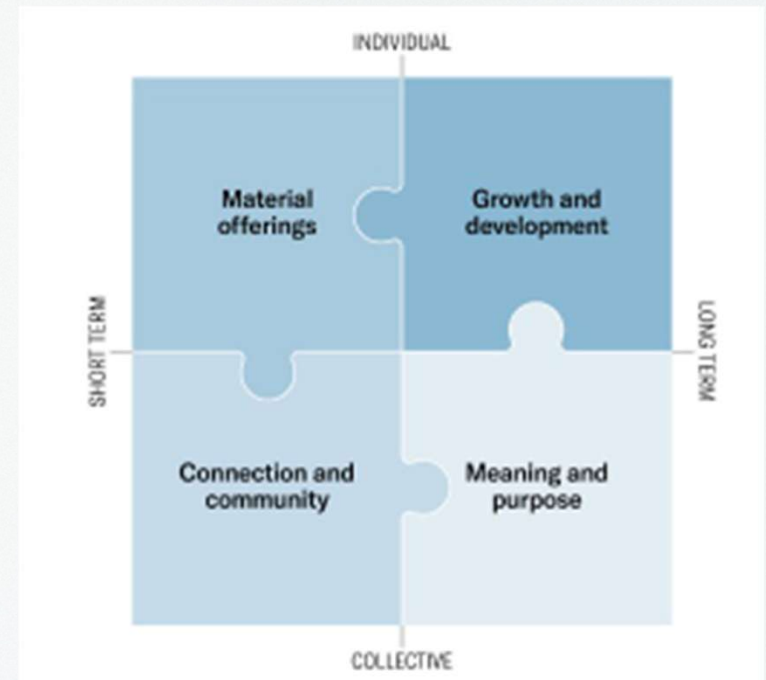 INDIVIDUAL
Material
offerings
Growth and
development
SHORT TERM
LONG TERM
Connection and
community
Meaning and
purpose
COLLECTIVE